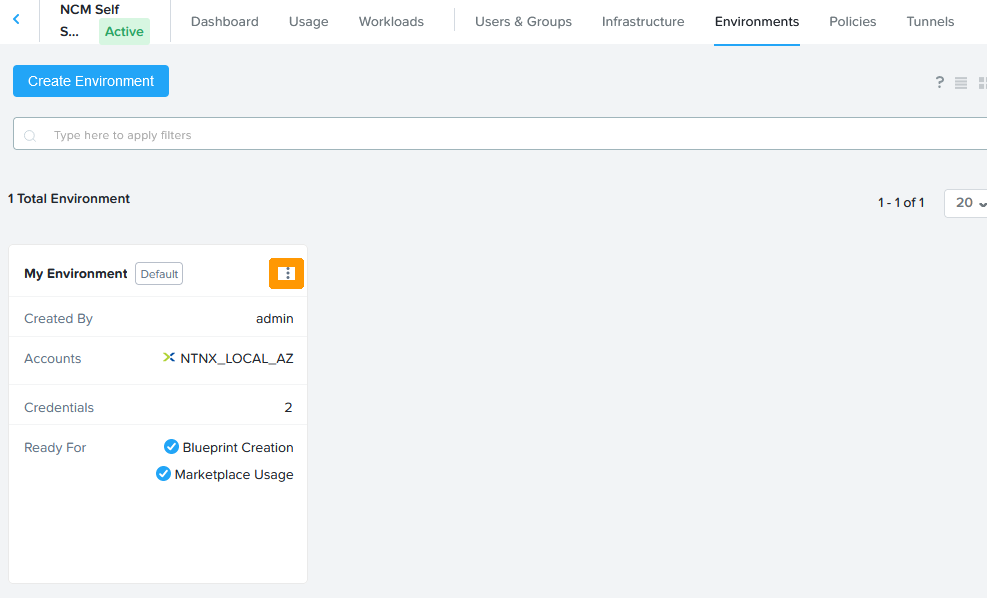 NCM Self
S...
Active
Dashboard
Usage
Workloads
Users & Groups
Infrastructure
Environments
Policies
Tunnels
Create Environment
?
Type here to apply filters
1 Total Environment
1 - 1 of 1
20
My Environment Default
Created By admin
Accounts NTNX_LOCAL_AZ
Credentials 2
Ready For Blueprint Creation
Marketplace Usage